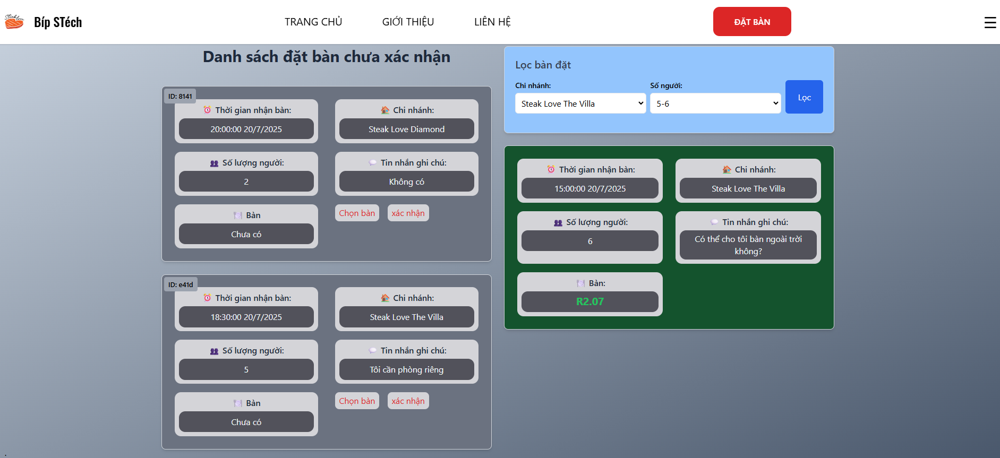 Steak Love
Bíp STéch
TRANG CHỦ
GIỚI THIỆU
LIÊN HỆ
ĐẶT BÀN
Danh sách đặt bàn chưa xác nhận
ID: 8141
Thời gian nhận bàn:
20:00:00 20/7/2025
Chi nhánh:
Steak Love Diamond
Số lượng người:
2
Tin nhắn ghi chú:
Không có
Bàn
Chưa có
Chọn bàn
xác nhận
ID: e41d
Thời gian nhận bàn:
18:30:00 20/7/2025
Chi nhánh:
Steak Love The Villa
Số lượng người:
5
Tin nhắn ghi chú:
Tôi cần phòng riêng
Bàn
Chưa có
Chọn bàn
xác nhận
Lọc bàn đặt
Chi nhánh:
Steak Love The Villa
Số người:
5-6
Lọc
Thời gian nhận bàn:
15:00:00 20/7/2025
Chi nhánh:
Steak Love The Villa
Số lượng người:
6
Tin nhắn ghi chú:
Có thể cho tôi bàn ngoài trời
không?
Bàn:
R2.07
.